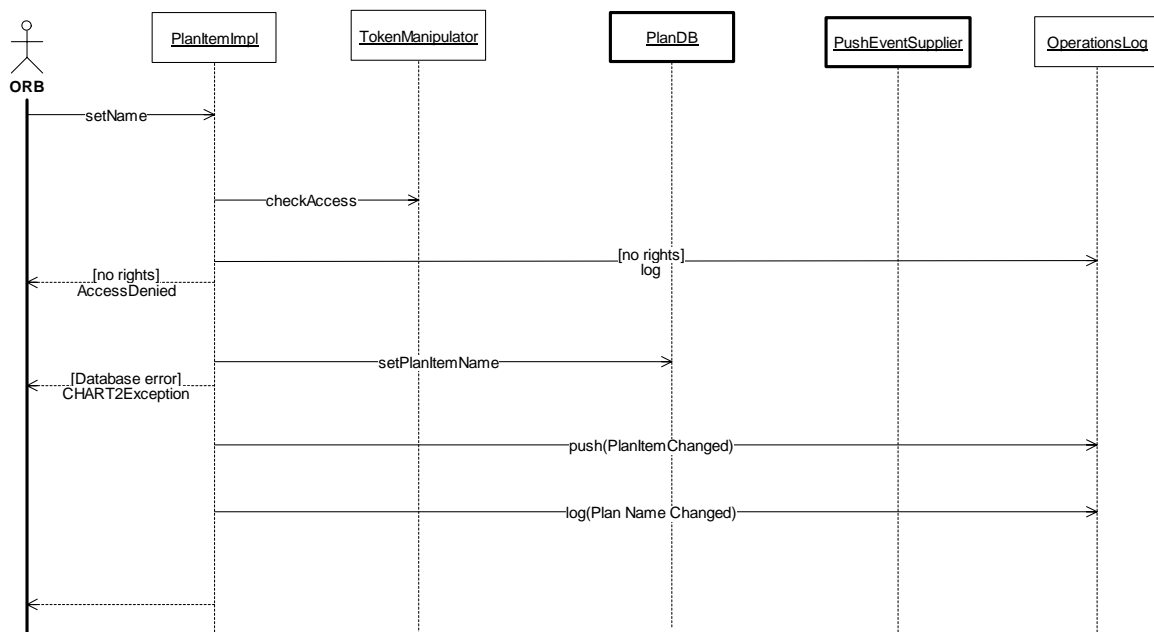 PlanItemImpl
TokenManipulator
PlanDB
PushEventSupplier
OperationsLog
ORB
setName
checkAccess
[no rights]
log
[no rights]
AccessDenied
setPlanItemName
[Database error]
CHART2Exception
push(PlanItemChanged)
log(Plan Name Changed)